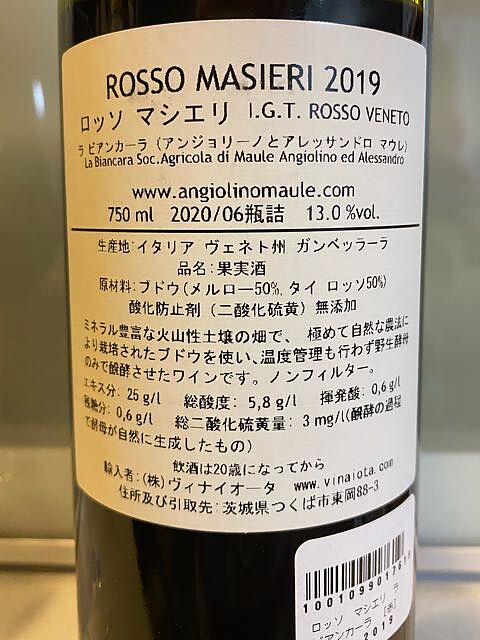 ROSSO MASIERI 2019
ロッソ マシエリ I.G.T. ROSSO VENETO
ラ ビアンカーラ (アンジョリーノとアレッサンドロ マウレ)
La Biancara Soc.Agricola di Maule Angiolino ed Alessandro
www.angiolinomaule.com
750 ml 2020/06瓶詰 13.0 %vol.
生産地:イタリア ヴェネト州 ガンベッラーラ
品名:果実酒
原材料:ブドウ(メルロー50%, タイ ロッソ50%)
酸化防止剤 (二酸化硫黄) 無添加
ミネラル豊富な火山性土壌の畑で、 極めて自然な農法に
より栽培されたブドウを使い、温度管理も行わず野生酵母
のみで醗酵させたワインです。ノンフィルター。
エキス分: 25 g/l 総酸度: 5,8 g/l 揮発酸: 0,6 g/l
残糖分: 0,6 g/l 総二酸化硫黄量: 3 mg/l(醗酵の過程
で酵母が自然に生成したもの)
飲酒は20歳になってから
輸入者:(株)ヴィナイオータ www.vinaiota.com
住所及び引取先:茨城県つくば市東岡88-3
ロッソ マシエリ ラ
ビアンカーラ [赤]
2019